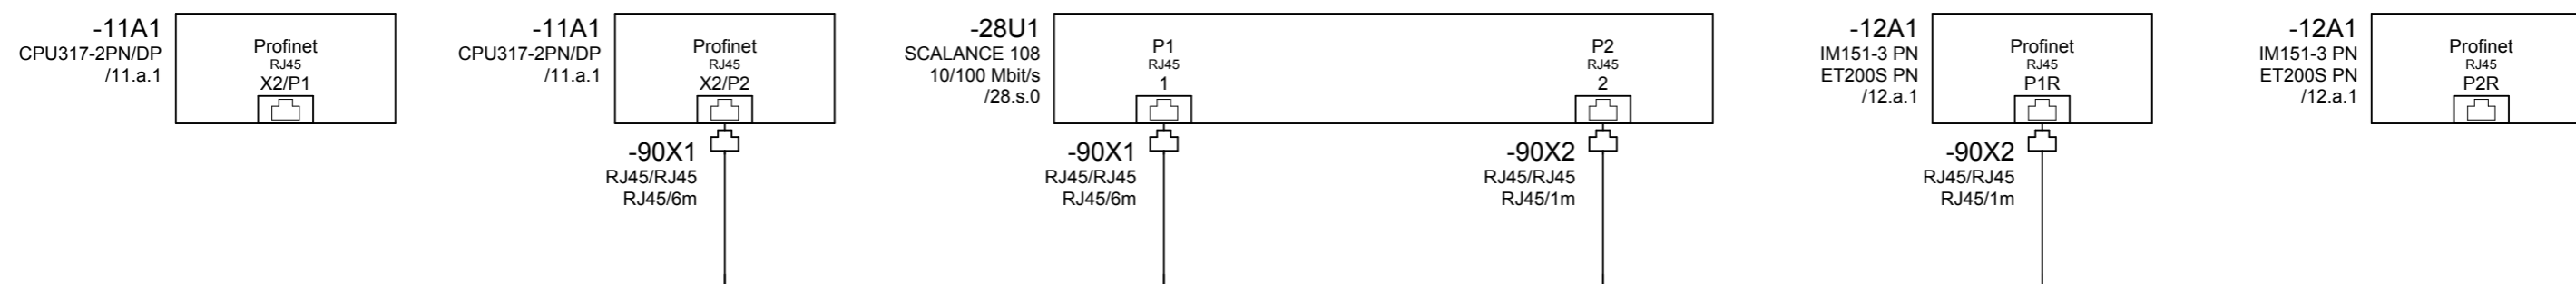 -11A1
CPU317-2PN/DP
/11.a.1
Profinet
RJ45
X2/P1
-11A1
CPU317-2PN/DP
/11.a.1
Profinet
RJ45
X2/P2
-90X1
RJ45/RJ45
RJ45/6m
-28U1
SCALANCE 108
10/100 Mbit/s
/28.s.0
P1
RJ45
1
-90X1
RJ45/RJ45
RJ45/6m
P2
RJ45
2
-90X2
RJ45/RJ45
RJ45/1m
-12A1
IM151-3 PN
ET200S PN
/12.a.1
Profinet
RJ45
P1R
-90X2
RJ45/RJ45
RJ45/1m
-12A1
IM151-3 PN
ET200S PN
/12.a.1
Profinet
RJ45
P2R